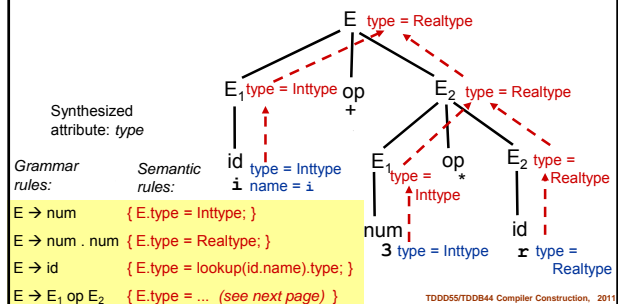 E type = Realtype
E1 type = Inttype op E2 type = Realtype
+
Synthesized
attribute: type
id type = Inttype E1 op E2 type =
i name = i type = * Realtype
Inttype
Grammar Semantic
rules: rules:
num id
3 type = Inttype r type =
Realtype
E → num { E.type = Inttype; }
E → num . num { E.type = Realtype; }
E → id { E.type = lookup(id.name).type; }
E → E1 op E2 { E.type = ... (see next page) }
TDDD55/TDDB44 Compiler Construction, 2011